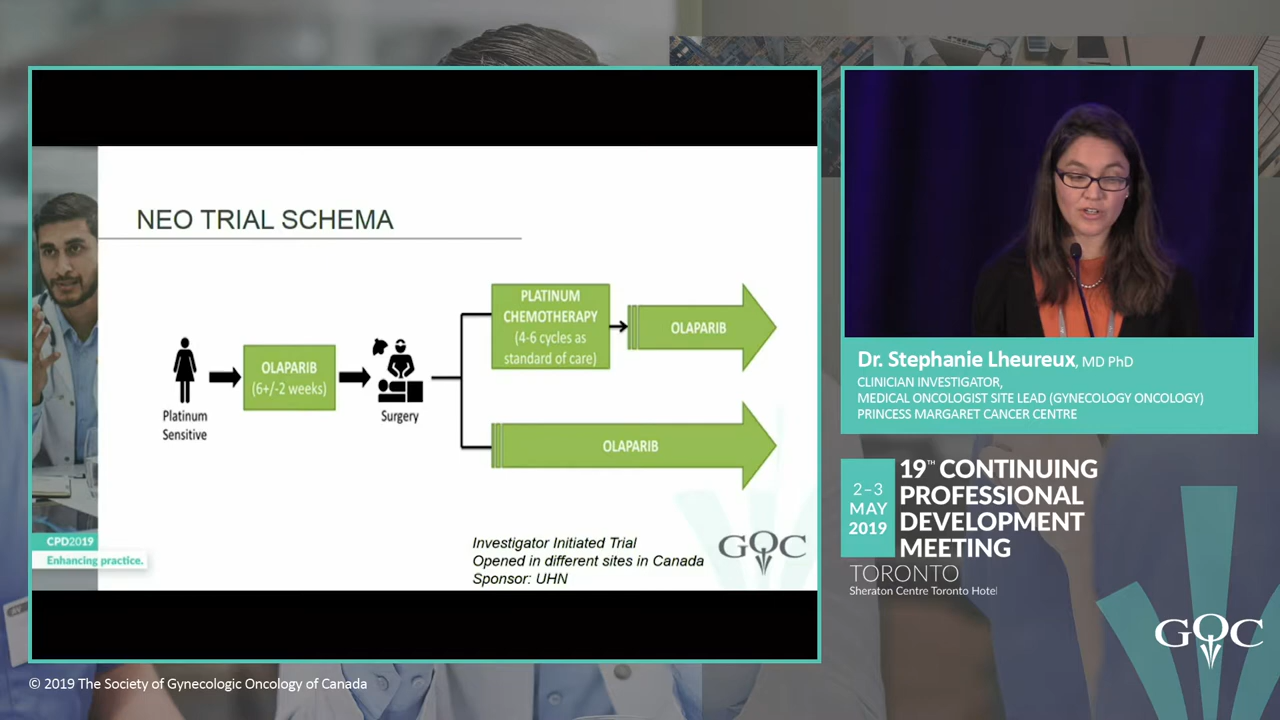 NEO TRIAL SCHEMA
Platinum
Sensitive
OLAPARIB
(6+/-2 weeks)
Surgery
PLATINUM
CHEMOTHERAPY
(4-6 cycles as
standard of care)
OLAPARIB
OLAPARIB
Investigator Initiated Trial
Opened in different sites in Canada
Sponsor: UHN
GOC
CPD2019
Enhancing practice.
Dr. Stephanie Lheureux, MD PhD
CLINICIAN INVESTIGATOR,
MEDICAL ONCOLOGIST SITE LEAD (GYNECOLOGY ONCOLOGY)
PRINCESS MARGARET CANCER CENTRE
2–3
MAY
2019
19TH CONTINUING
PROFESSIONAL
DEVELOPMENT
MEETING
TORONTO
Sheraton Centre Toronto Hotel
GOC
© 2019 The Society of Gynecologic Oncology of Canada